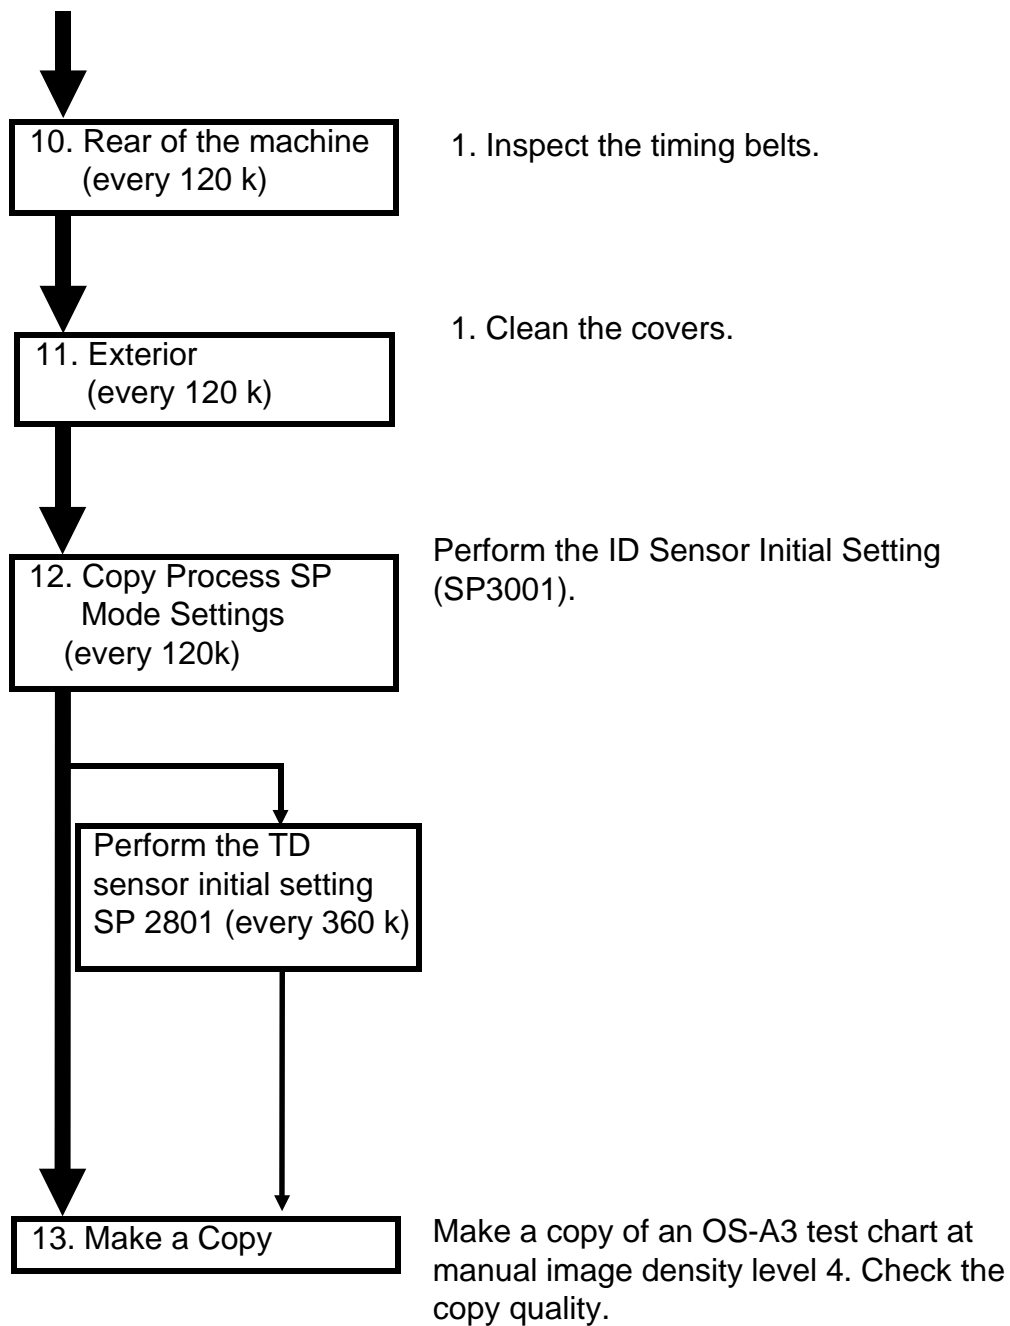 10. Rear of the machine
(every 120 k)
1. Inspect the timing belts.
11. Exterior
(every 120 k)
1. Clean the covers.
12. Copy Process SP
Mode Settings
(every 120k)
Perform the ID Sensor Initial Setting
(SP3001).
Perform the TD
sensor initial setting
SP 2801 (every 360 k)
13. Make a Copy
Make a copy of an OS-A3 test chart at
manual image density level 4. Check the
copy quality.